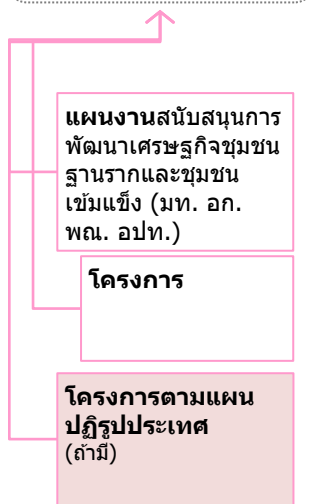 แผนงานสนับสนุนการ
พัฒนาเศรษฐกิจชุมชน
ฐานรากและชุมชน
เข้มแข็ง (มท. อก.
พณ. อปท.)
โครงการ
โครงการตามแผน
ปฏิรูปประเทศ
(ถ้ามี)